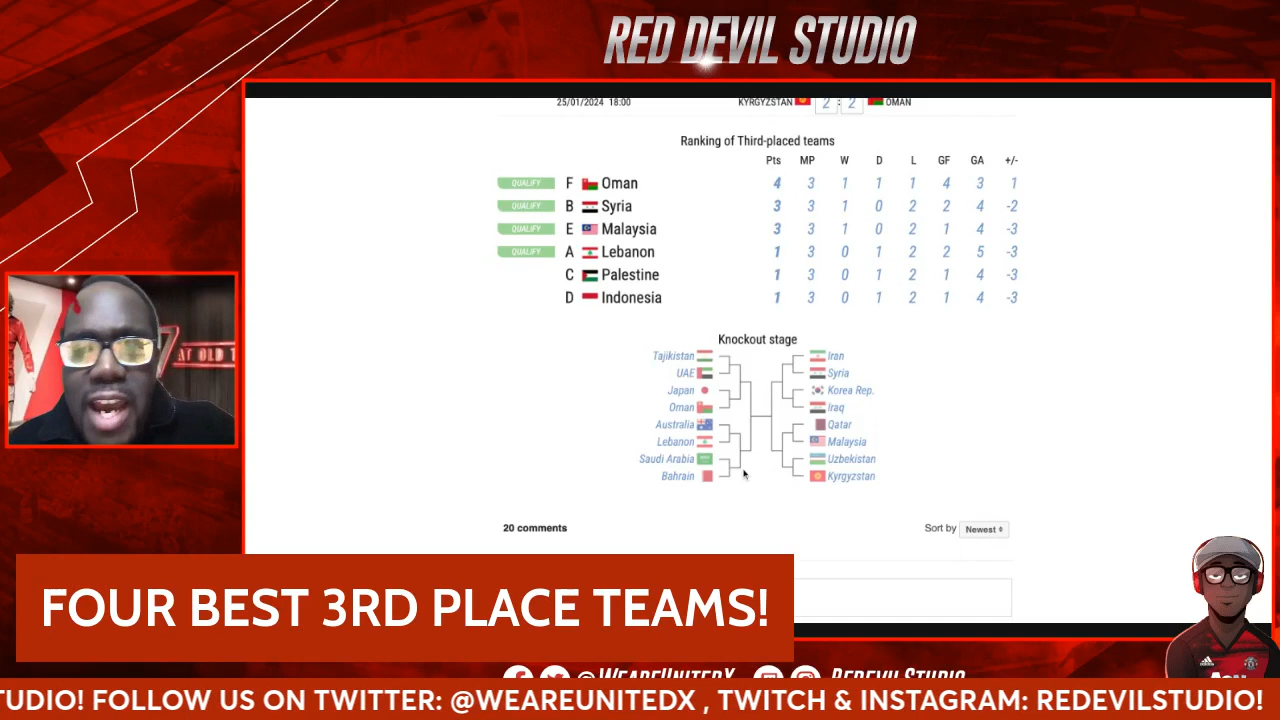 RED DEVIL STUDIO
25/01/2024 18:00 KYRGYZSTAN 2 : 2 OMAN
Ranking of Third-placed teams
Pts MP W D L GF GA +/-
QUALIFY F Oman 4 3 1 1 1 4 3 1
QUALIFY B Syria 3 3 1 0 2 2 4 -2
QUALIFY E Malaysia 3 3 1 0 2 1 4 -3
QUALIFY A Lebanon 1 3 0 1 2 2 5 -3
C Palestine 1 3 0 1 2 1 4 -3
D Indonesia 1 3 0 1 2 1 4 -3
Knockout stage
Tajikistan Iran
UAE Syria
Japan Korea Rep.
Oman Iraq
Australia Qatar
Lebanon Malaysia
Saudi Arabia Uzbekistan
Bahrain Kyrgyzstan
20 comments Sort by Newest
AT OLD T
FOUR BEST 3RD PLACE TEAMS!
@WEAREUNITEDX REDEVIL STUDIO
TUDIO! FOLLOW US ON TWITTER: @WEAREUNITEDX , TWITCH & INSTAGRAM: REDEVILSTUDIO!